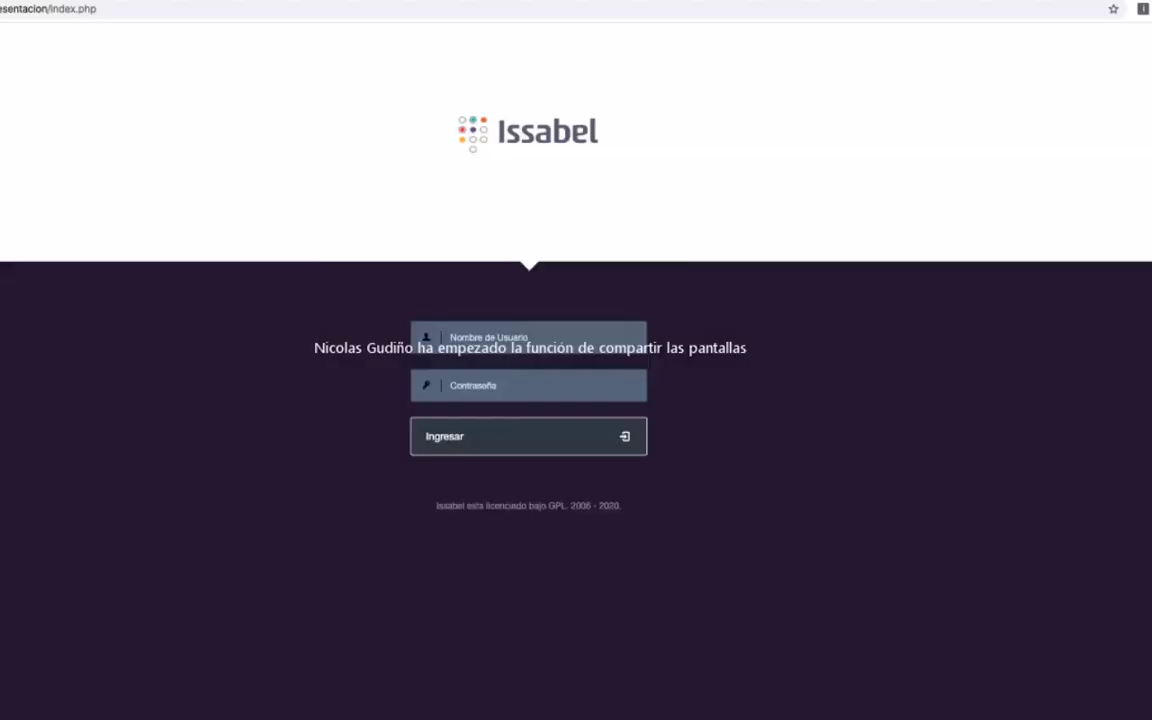 esentacion/index.php
Issabel
Nombre de Usuario
Nicolas Gudiño ha empezado la función de compartir las pantallas
Contraseña
Ingresar
Issabel esta licenciado bajo GPL. 2006 - 2020.